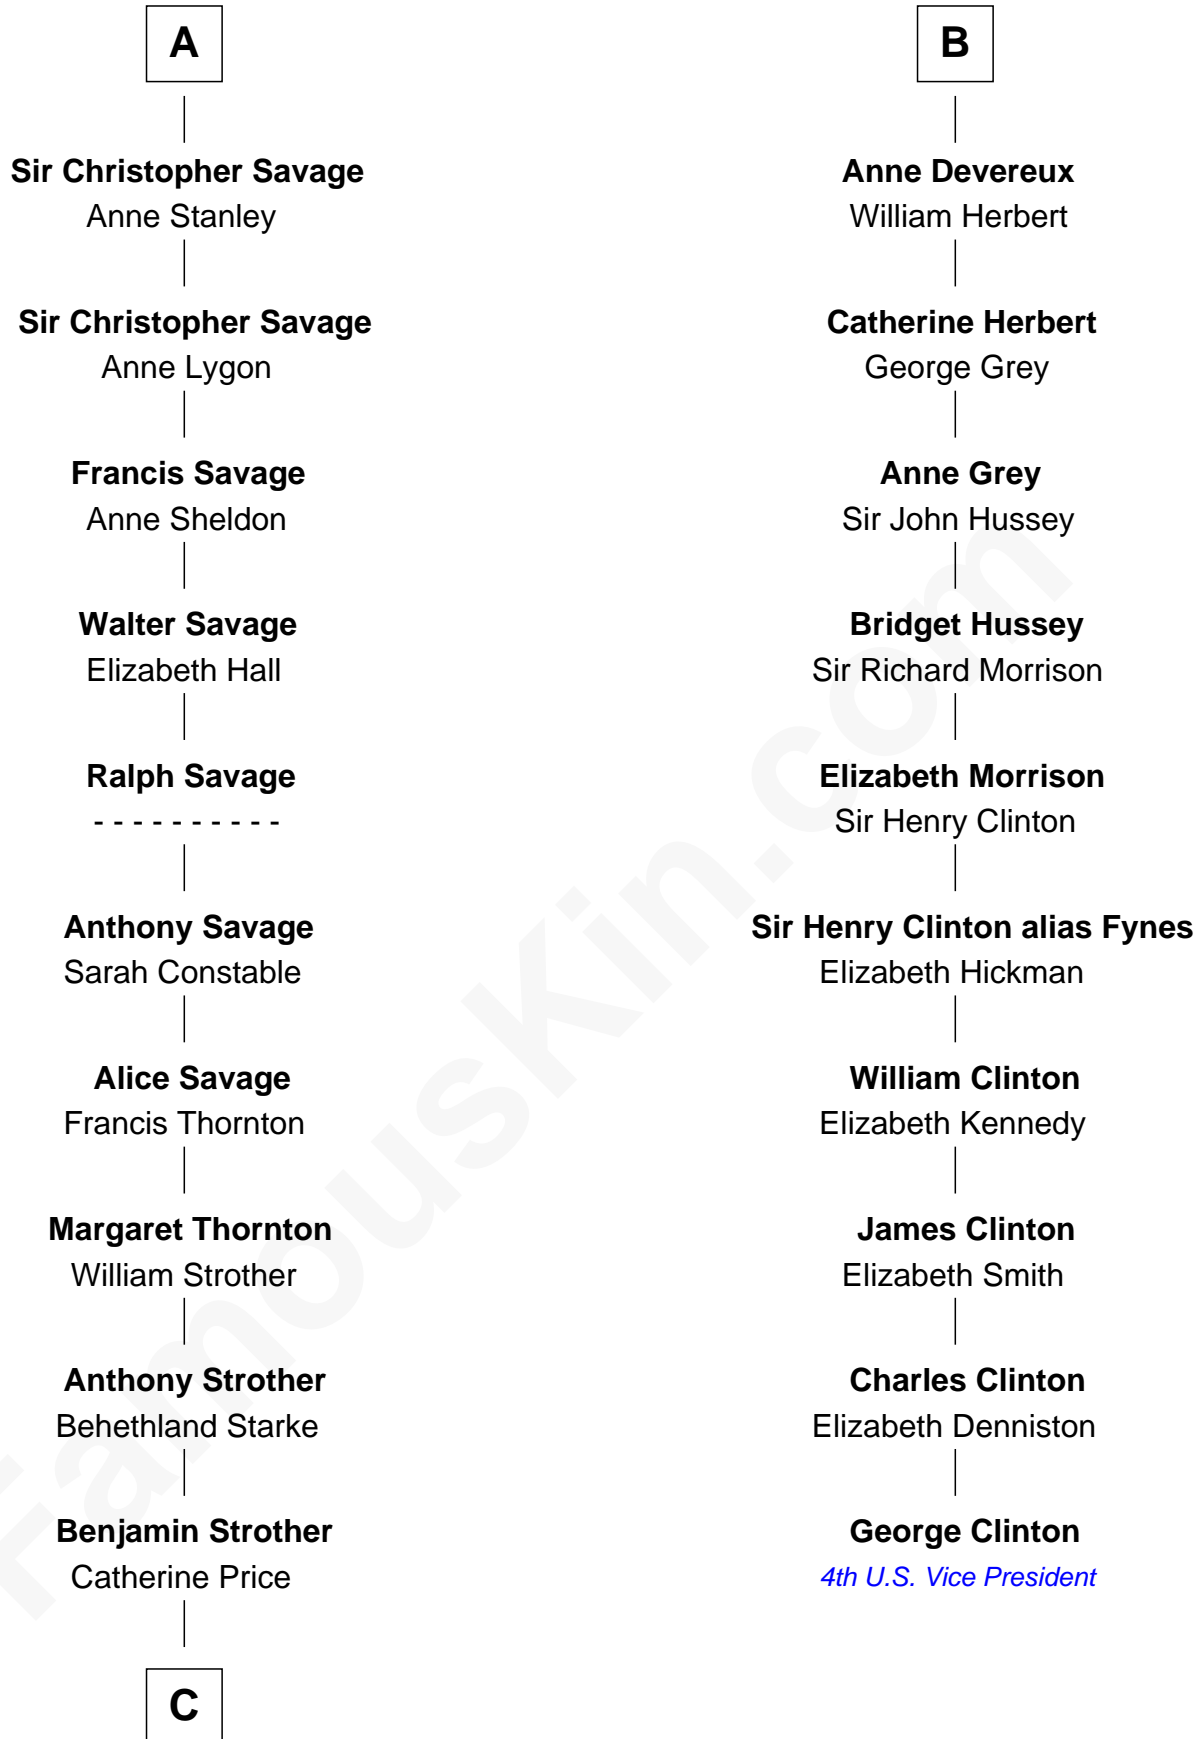 A
Sir Christopher Savage
Anne Stanley
Sir Christopher Savage
Anne Lygon
Francis Savage
Anne Sheldon
Walter Savage
Elizabeth Hall
Ralph Savage
- - - - - - - - - -
Anthony Savage
Sarah Constable
Alice Savage
Francis Thornton
Margaret Thornton
William Strother
Anthony Strother
Behethland Starke
Benjamin Strother
Catherine Price
C
B
Anne Devereux
William Herbert
Catherine Herbert
George Grey
Anne Grey
Sir John Hussey
Bridget Hussey
Sir Richard Morrison
Elizabeth Morrison
Sir Henry Clinton
Sir Henry Clinton alias Fynes
Elizabeth Hickman
William Clinton
Elizabeth Kennedy
James Clinton
Elizabeth Smith
Charles Clinton
Elizabeth Denniston
George Clinton
4th U.S. Vice President
FamousKin.com